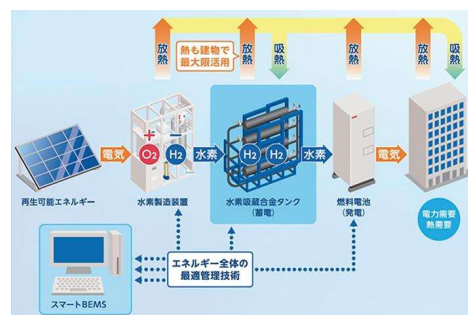 放熱
熱も建物で
最大限活用
放熱
吸熱
放熱
放熱
吸熱
電気
O2
H2
水素
H2
H2
水素
電気
再生可能エネルギー
水素製造装置
水素吸蔵合金タンク
(蓄電)
燃料電池
(発電)
電力需要
熱需要
エネルギー全体の
最適管理技術
スマートBEMS